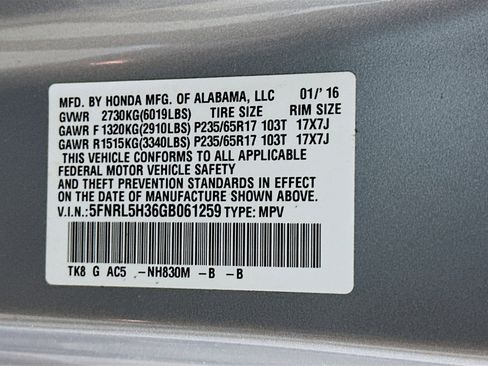 MFD. BY HONDA MFG. OF ALABAMA, LLC 01/' 16
GVWR 2730KG(6019LBS) TIRE SIZE RIM SIZE
GAWR F 1320KG(2910LBS) P235/65R17 103T 17X7J
GAWR R1515KG(3340LBS) P235/65R17 103T 17X7J
THIS VEHICLE CONFORMS TO ALL APPLICABLE
FEDERAL MOTOR VEHICLE SAFETY
AND THEFT PREVENTION STANDARDS IN EFFECT
ON THE DATE OF MANUFACTURE SHOWN ABOVE.
V.I.N.: 5FNRL5H36GB061259 TYPE: MPV
TK8 G AC5 -NH830M -B -B